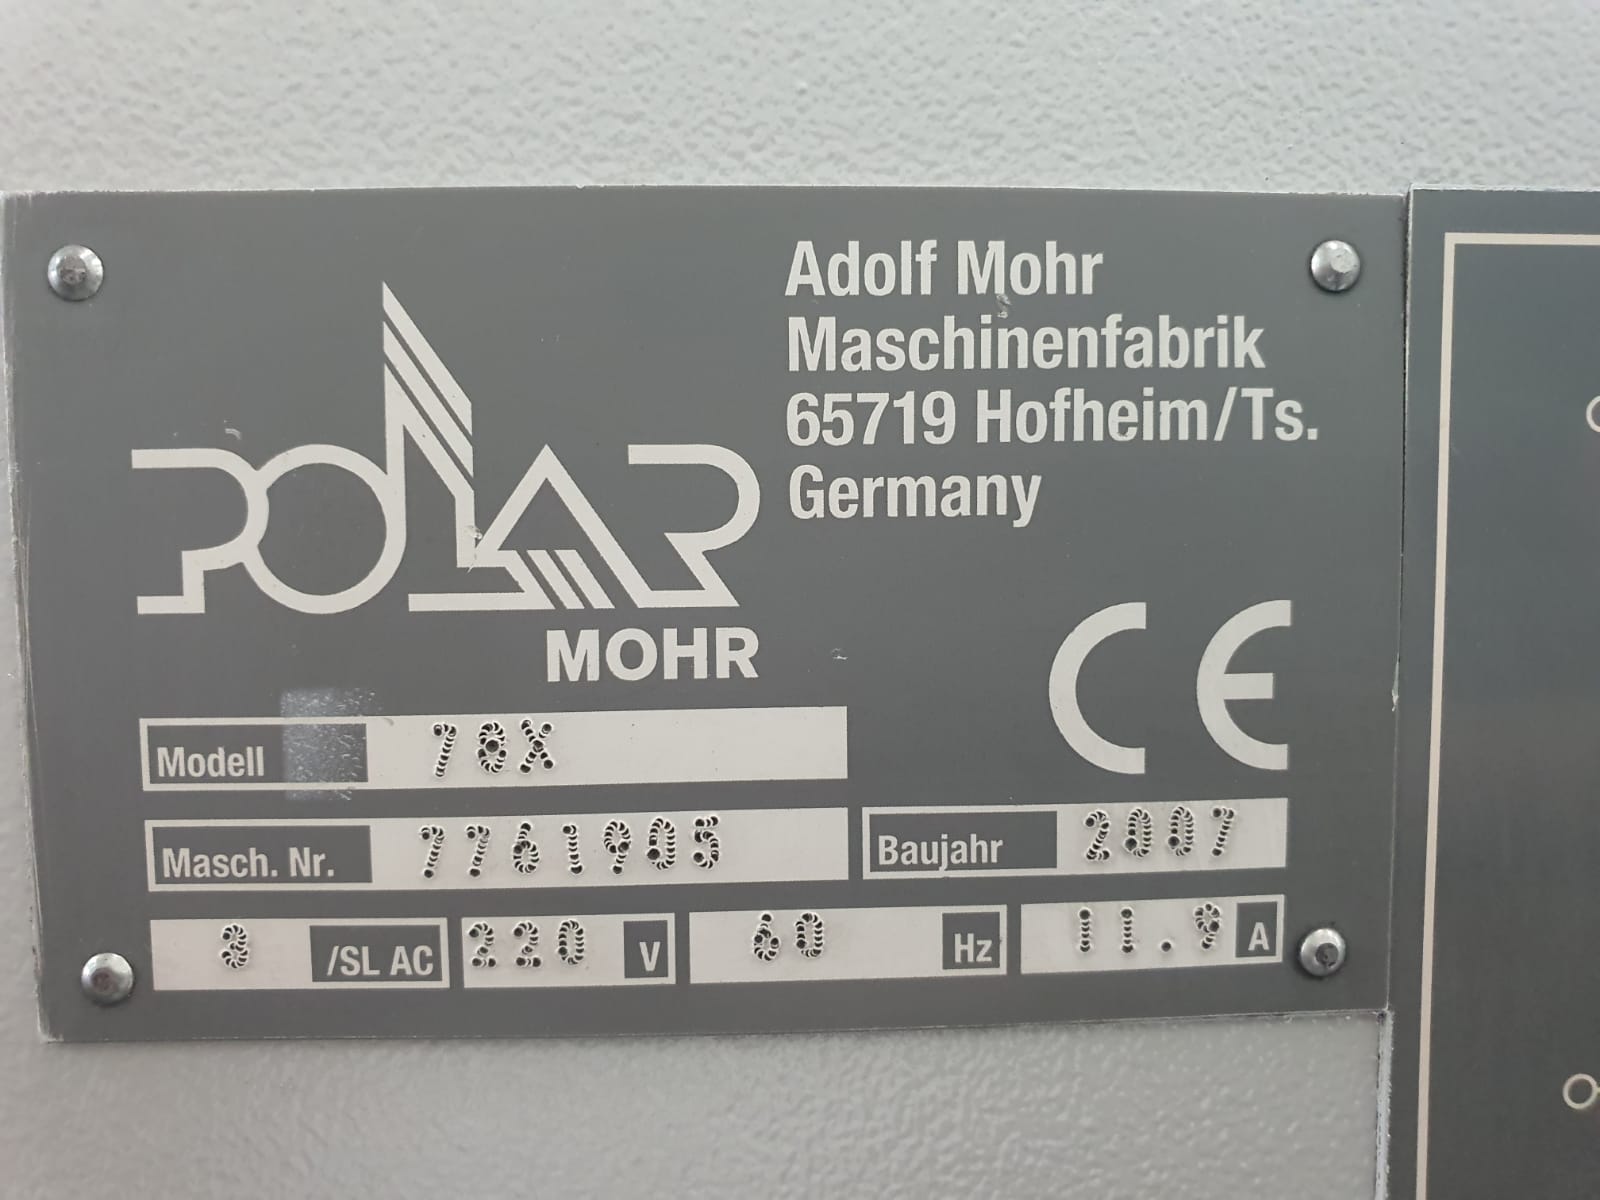 Adolf Mohr
Maschinenfabrik
65719 Hofheim/Ts.
Germany
POLAR
MOHR
CE
Modell 78X
Masch. Nr. 7761905 Baujahr 2007
3 /SL AC 220 V 60 Hz 11.9 A